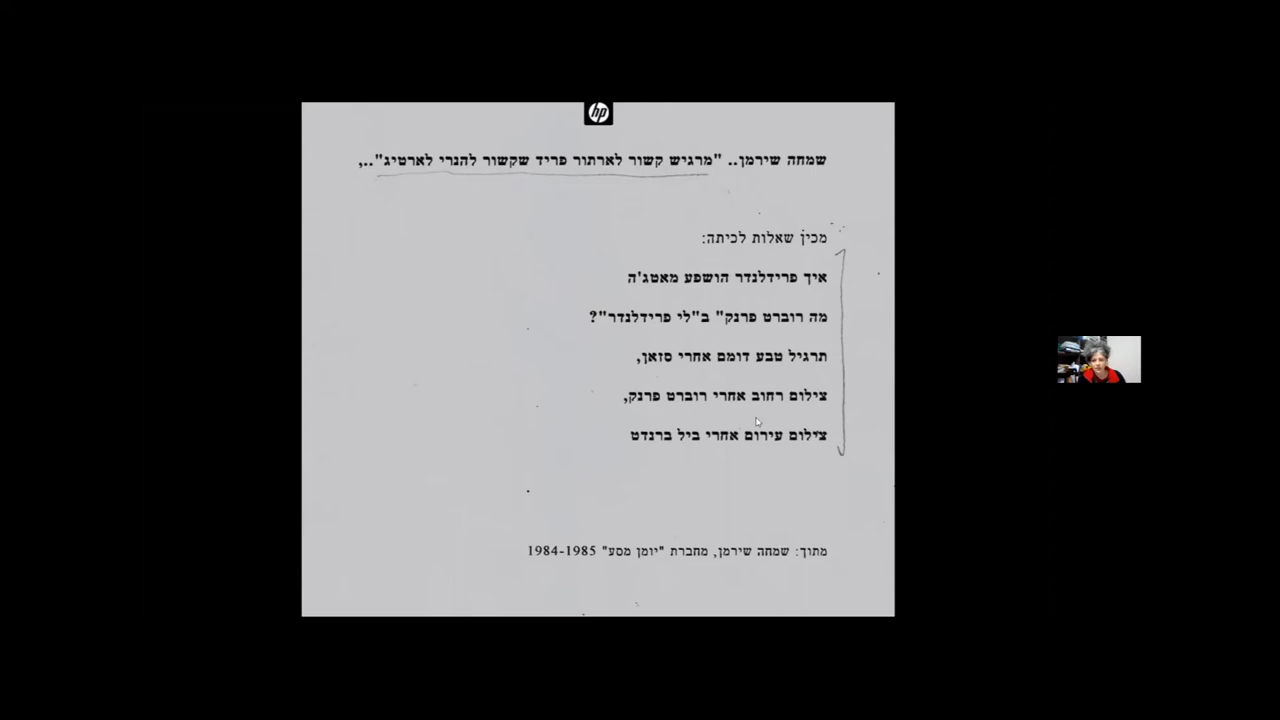 hp
שמחה שירמן.. "מרגיש קשור לארתור פריד שקשור להנרי לארטיג"..,
מכין שאלות לכיתה:
איך פרידלנדר הושפע מאטג'ה
מה רוברט פרנק" ב"לי פרידלנדר"?
תרגיל טבע דומם אחרי סזאן,
צילום רחוב אחרי רוברט פרנק,
צילום עירום אחרי ביל ברנדט
מתוך: שמחה שירמן, מחברת "יומן מסע" 1984-1985